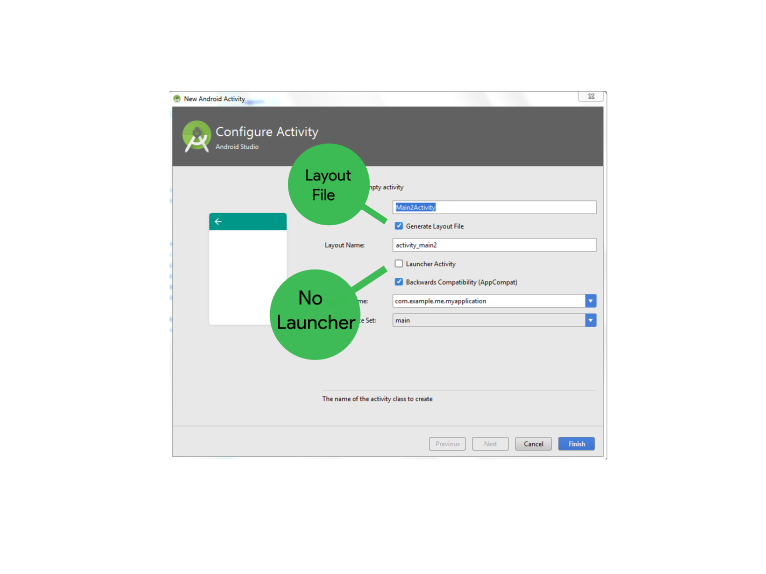 New Android Activity
Configure Activity
Android Studio
Layout
File
mpty activity
Main2Activity
Generate Layout File
Layout Name:
activity_main2
Launcher Activity
Backwards Compatibility (AppCompat)
No
Launcher
me:
com.example.me.myapplication
e Set:
main
The name of the activity class to create
Previous
Next
Cancel
Finish